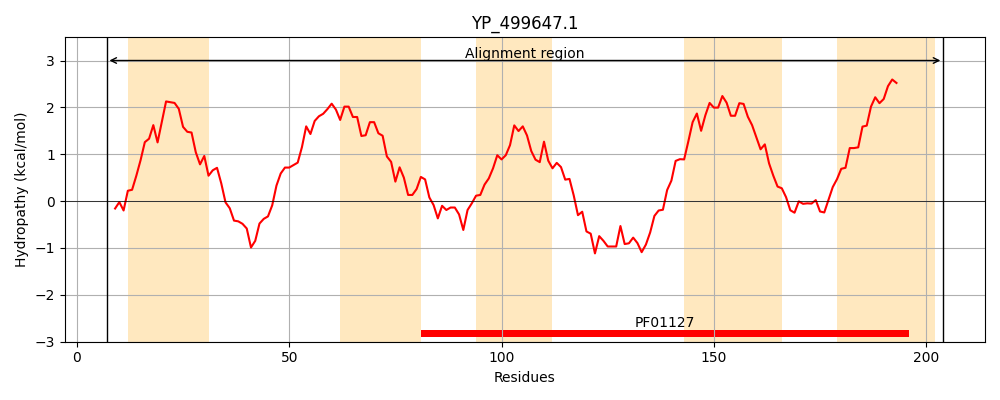 YP_499647.1
Hydropathy (kcal/mol)
3
2
1
0
−1
−2
−3
Alignment region
PF01127
0
50
100
150
200
Residues